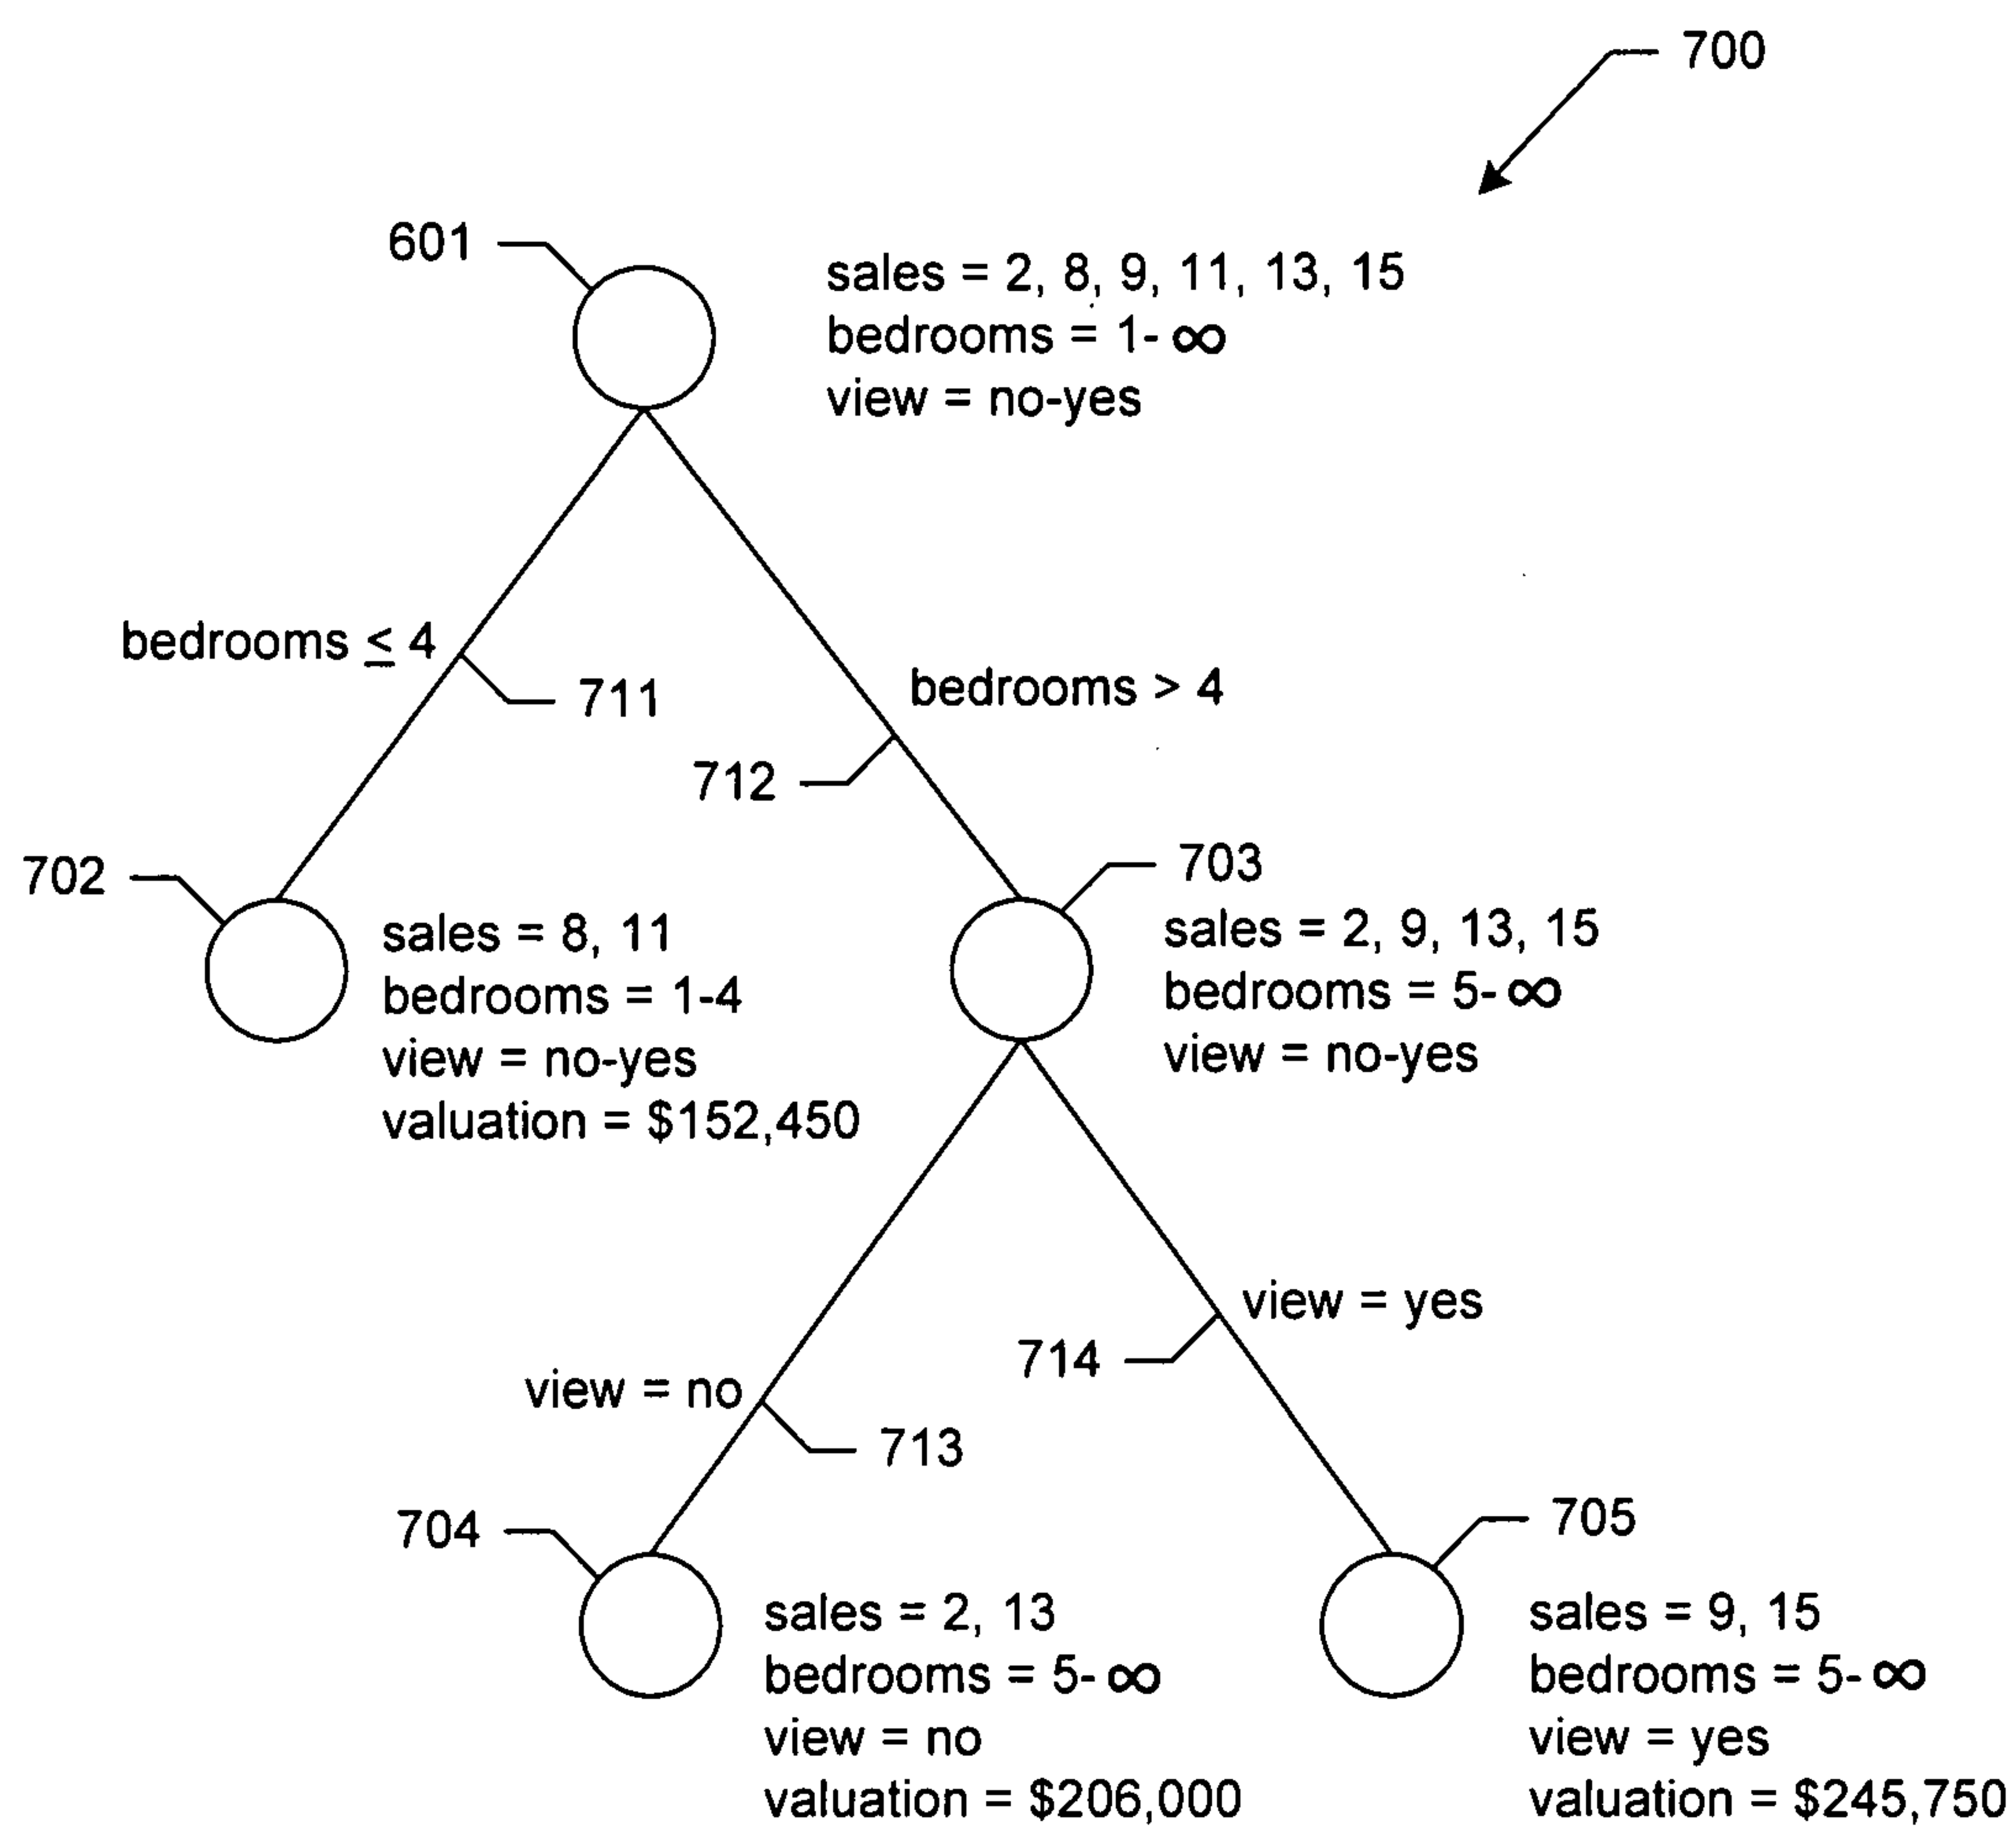 700
601
sales = 2, 8, 9, 11, 13, 15
bedrooms = 1-∞
view = no-yes
bedrooms ≤ 4
711
bedrooms > 4
712
702
sales = 8, 11
bedrooms = 1-4
view = no-yes
valuation = $152,450
703
sales = 2, 9, 13, 15
bedrooms = 5-∞
view = no-yes
view = yes
714
view = no
713
704
sales = 2, 13
bedrooms = 5-∞
view = no
valuation = $206,000
705
sales = 9, 15
bedrooms = 5-∞
view = yes
valuation = $245,750